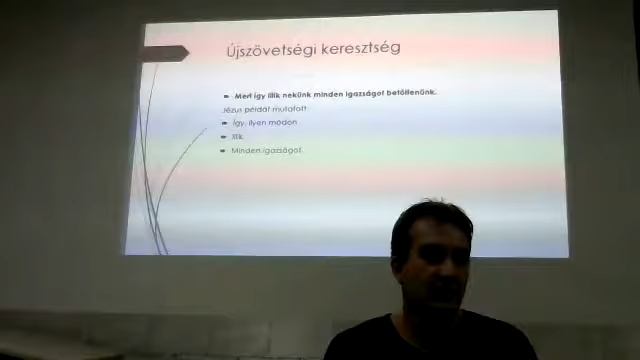 Újszövetségi keresztség
Mert így illik nekünk minden igazságot betöltenünk.
Jézus példát mutatott
Így, ilyen módon
Illik
Minden igazságot